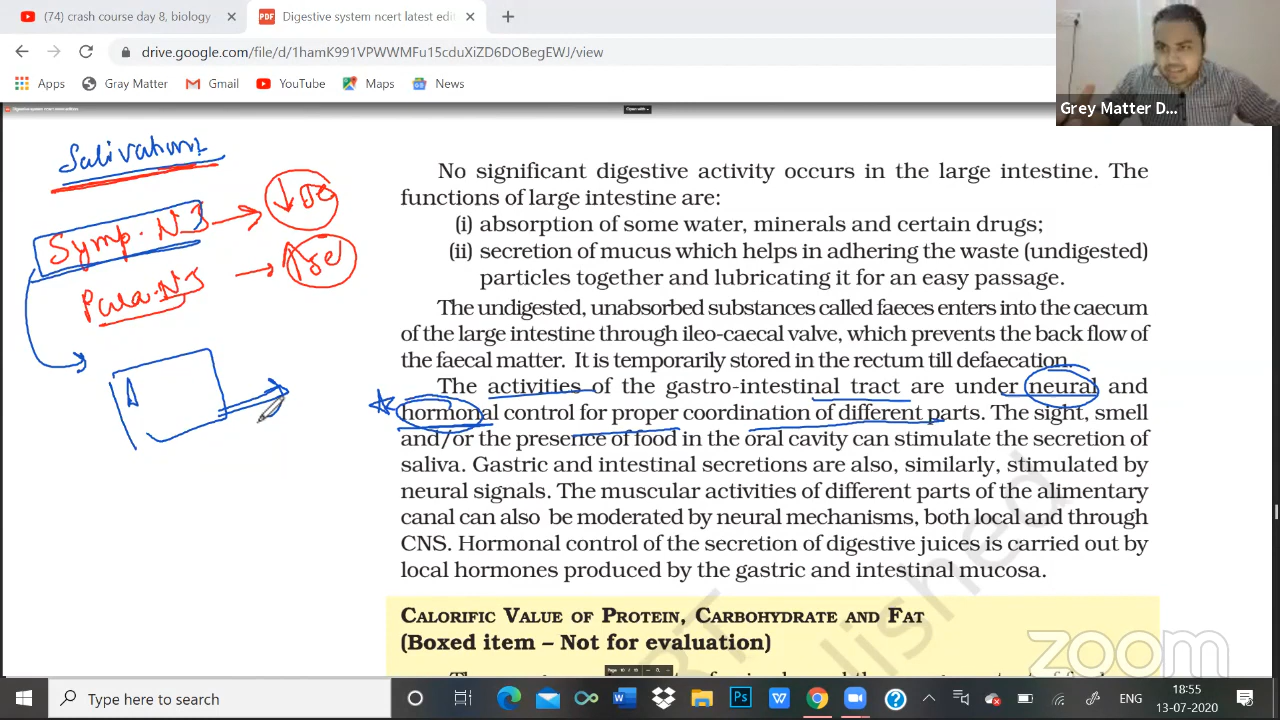 (74) crash course day 8, biology
Digestive system ncert latest edit
drive.google.com/file/d/1hamK991VPWWMFu15cduXiZD6DOBegEWJ/view
Apps
Grey Matter
Gmail
YouTube
Maps
News
Grey Matter D...
Open with
Salivation
Symp. N.S
Para. N.S
No significant digestive activity occurs in the large intestine. The
functions of large intestine are:
(i) absorption of some water, minerals and certain drugs;
(ii) secretion of mucus which helps in adhering the waste (undigested)
particles together and lubricating it for an easy passage.
The undigested, unabsorbed substances called faeces enters into the caecum
of the large intestine through ileo-caecal valve, which prevents the back flow of
the faecal matter. It is temporarily stored in the rectum till defaecation.
The activities of the gastro-intestinal tract are under neural and
hormonal control for proper coordination of different parts. The sight, smell
and/or the presence of food in the oral cavity can stimulate the secretion of
saliva. Gastric and intestinal secretions are also, similarly, stimulated by
neural signals. The muscular activities of different parts of the alimentary
canal can also be moderated by neural mechanisms, both local and through
CNS. Hormonal control of the secretion of digestive juices is carried out by
local hormones produced by the gastric and intestinal mucosa.
CALORIFIC VALUE OF PROTEIN, CARBOHYDRATE AND FAT
(Boxed item – Not for evaluation)
zoom
Type here to search
ENG
18:55
13-07-2020